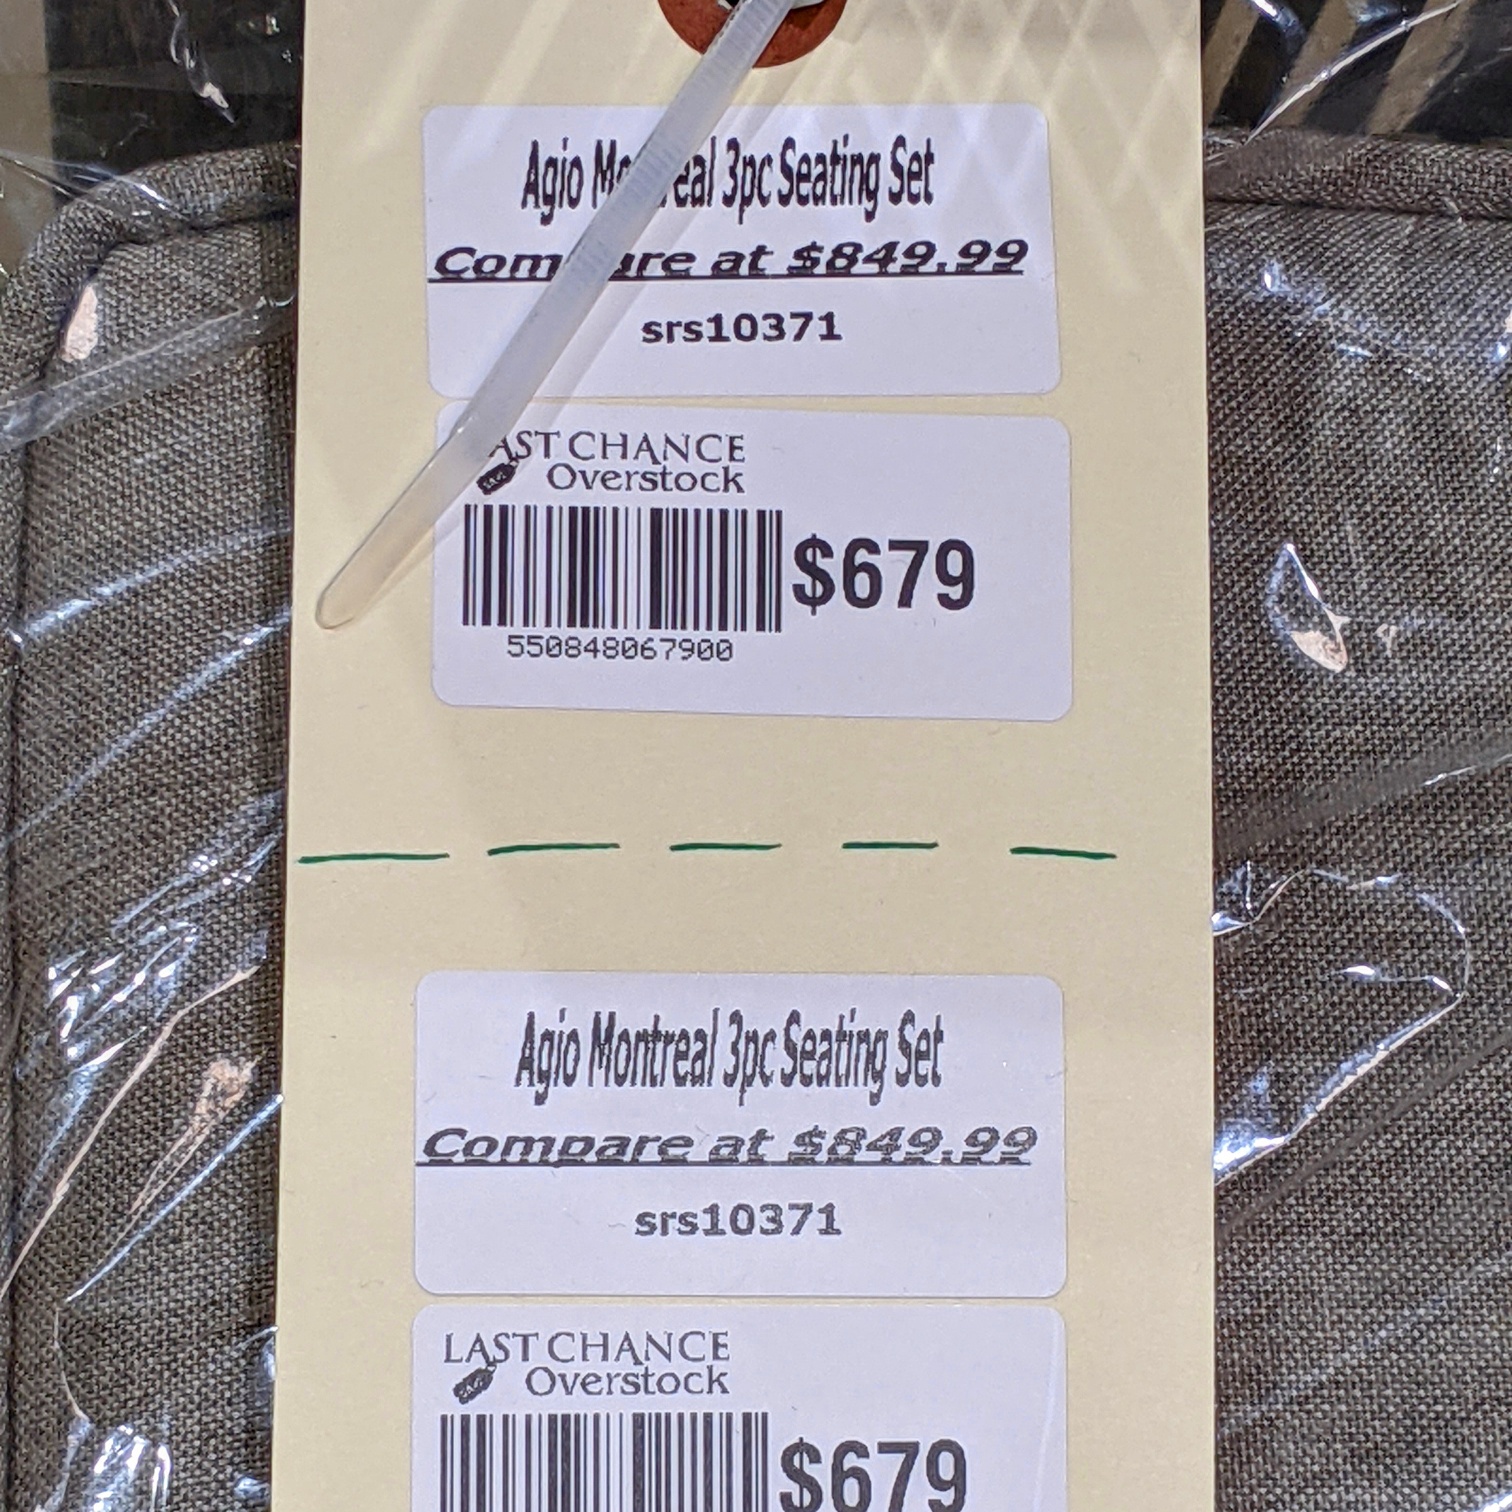 Agio Montreal 3pc Seating Set
Compare at $849.99
srs10371
LAST CHANCE
Overstock
$679
550848067900
Agio Montreal 3pc Seating Set
Compare at $849.99
srs10371
LAST CHANCE
Overstock
$679